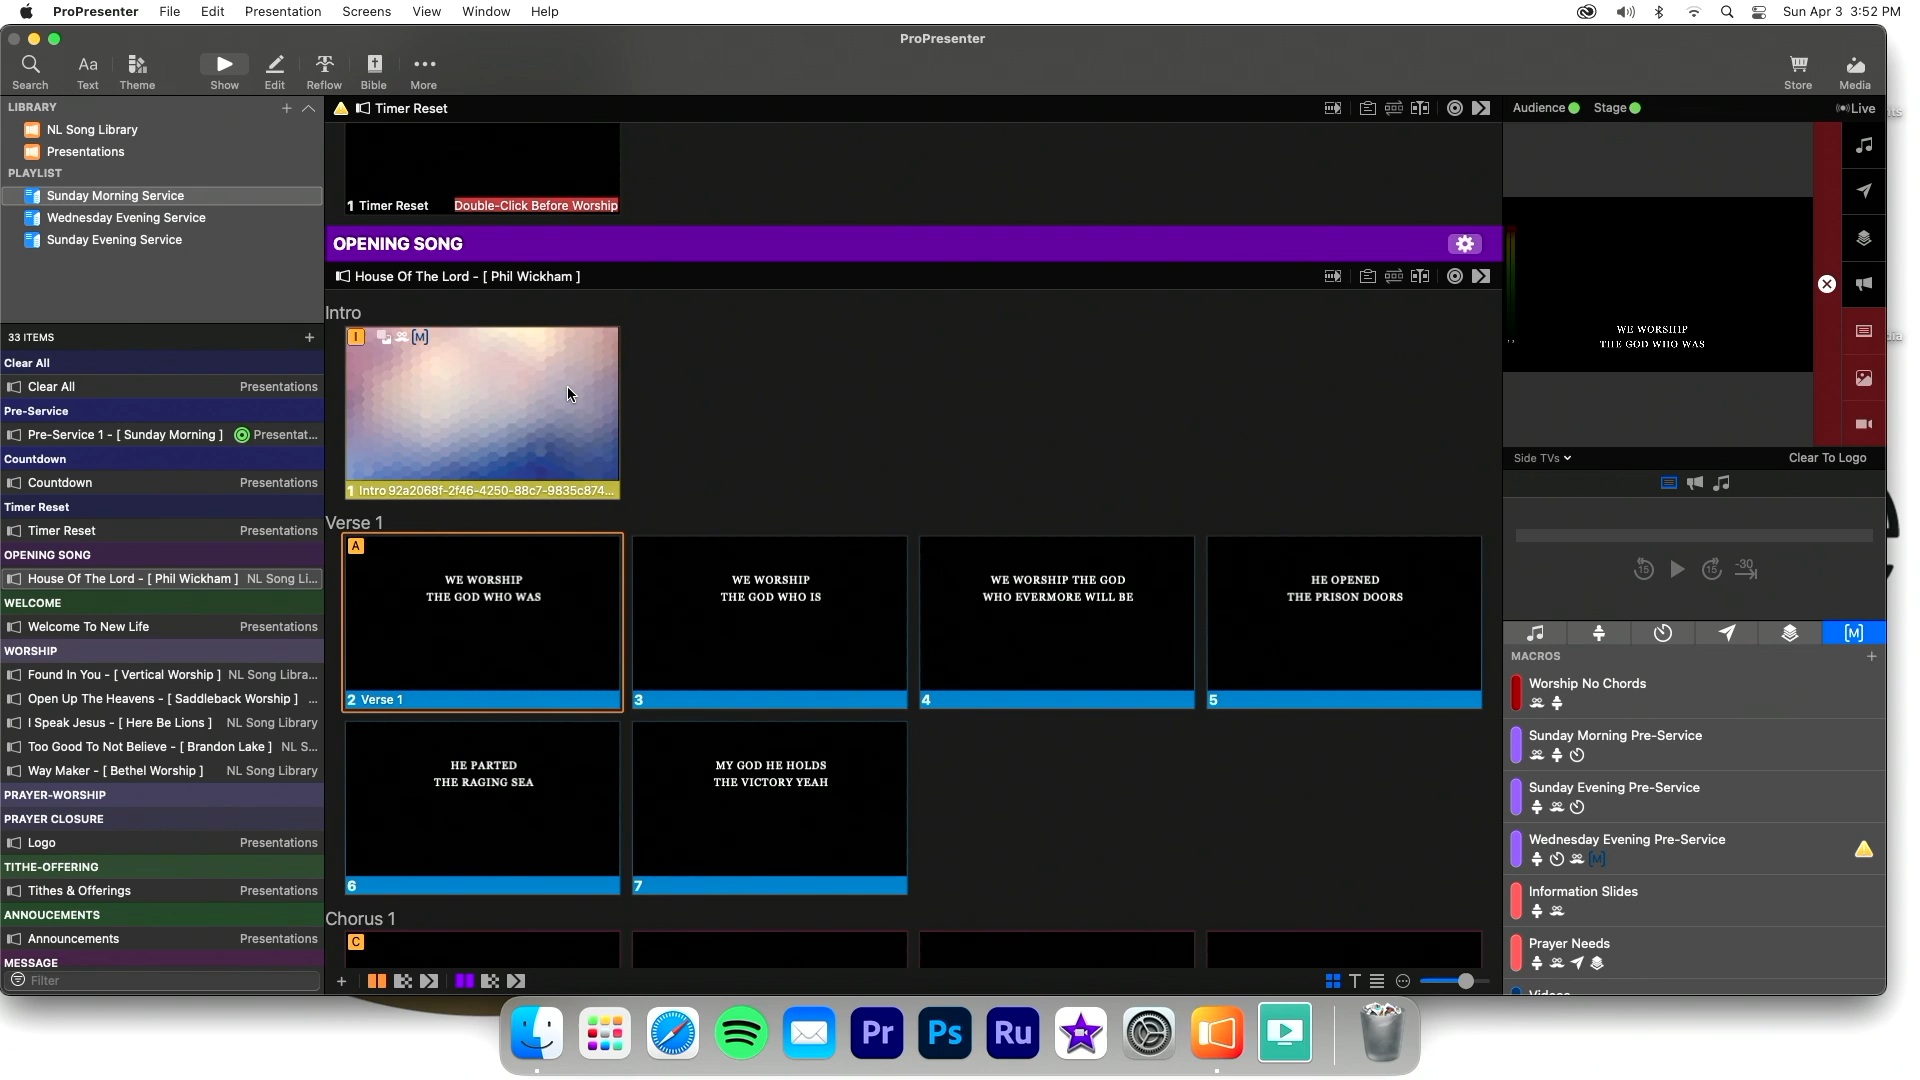 ProPresenter File Edit Presentation Screens View Window Help Sun Apr 3 3:52 PM
ProPresenter
Search Text Theme Show Edit Reflow Bible More Store Media
LIBRARY
NL Song Library
Presentations
PLAYLIST
Sunday Morning Service
Wednesday Evening Service
Sunday Evening Service
33 ITEMS
Clear All
Clear All Presentations
Pre-Service
Pre-Service 1 - [ Sunday Morning ] Presentat...
Countdown
Countdown Presentations
Timer Reset
Timer Reset Presentations
OPENING SONG
House Of The Lord - [ Phil Wickham ] NL Song Li...
WELCOME
Welcome To New Life Presentations
WORSHIP
Found In You - [ Vertical Worship ] NL Song Libra...
Open Up The Heavens - [ Saddleback Worship ] ...
I Speak Jesus - [ Here Be Lions ] NL Song Library
Too Good To Not Believe - [ Brandon Lake ] NL S...
Way Maker - [ Bethel Worship ] NL Song Library
PRAYER-WORSHIP
PRAYER CLOSURE
Logo Presentations
TITHE-OFFERING
Tithes & Offerings Presentations
ANNOUCEMENTS
Announcements Presentations
MESSAGE
Filter
Timer Reset
1 Timer Reset Double-Click Before Worship
OPENING SONG
House Of The Lord - [ Phil Wickham ]
Intro
I [M]
1 Intro 92a2068f-2f46-4250-88c7-9835c874...
Verse 1
A
WE WORSHIP
THE GOD WHO WAS
2 Verse 1
WE WORSHIP
THE GOD WHO IS
3
WE WORSHIP THE GOD
WHO EVERMORE WILL BE
4
HE OPENED
THE PRISON DOORS
5
HE PARTED
THE RAGING SEA
6
MY GOD HE HOLDS
THE VICTORY YEAH
7
Chorus 1
C
Audience Stage Live
WE WORSHIP
THE GOD WHO WAS
Side TVs Clear To Logo
15 15 -30
[M]
MACROS
Worship No Chords
Sunday Morning Pre-Service
Sunday Evening Pre-Service
Wednesday Evening Pre-Service
[M]
Information Slides
Prayer Needs
Pr Ps Ru